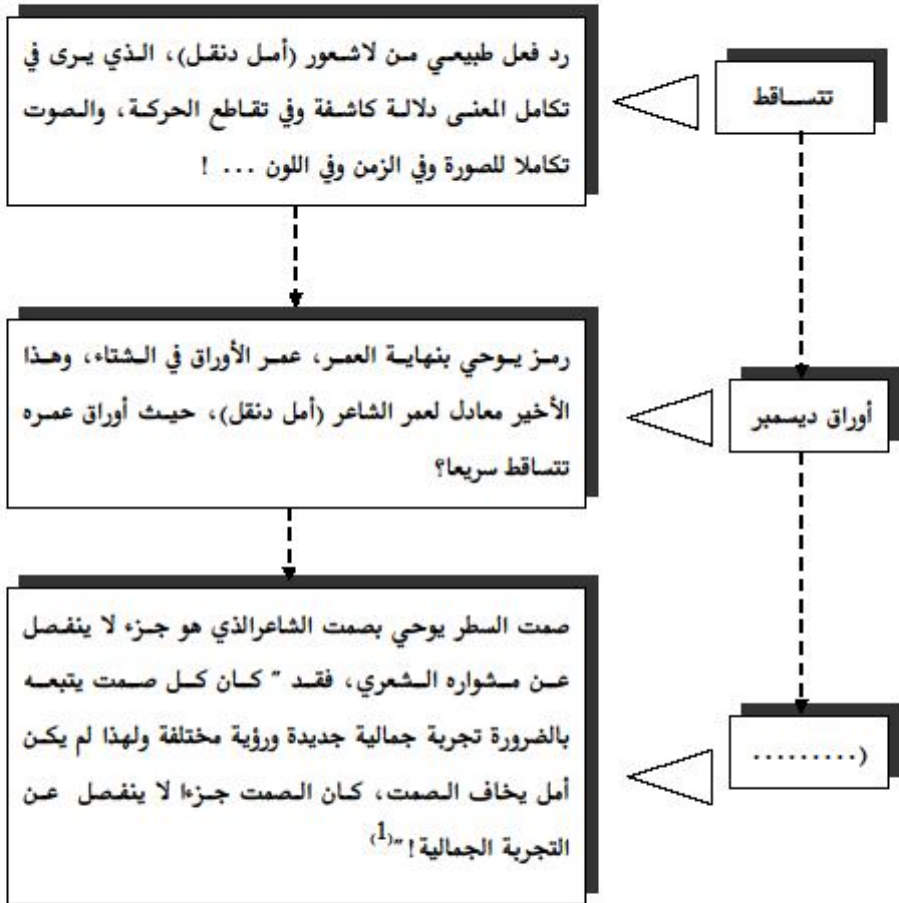 تتساقط
رد فعل طبيعي من لاشعور (أمل دنقل)، الذي يرى في
تكامل المعنى دلالة كاشفة وفي تقاطع الحركة، والصوت
تكاملا للصورة وفي الزمن وفي اللون ... !
أوراق ديسمبر
رمز يوحي بنهاية العمر، عمر الأوراق في الشتاء، وهذا
الأخير معادل لعمر الشاعر (أمل دنقل)، حيث أوراق عمره
تتساقط سريعا؟
(.........
صمت السطر يوحي بصمت الشاعرالذي هو جزء لا ينفصل
عن مشواره الشعري، فقد " كان كل صمت يتبعه
بالضرورة تجربة جمالية جديدة ورؤية مختلفة ولهذا لم يكن
أمل يخاف الصمت، كان الصمت جزءا لا ينفصل عن
التجربة الجمالية!"(1)